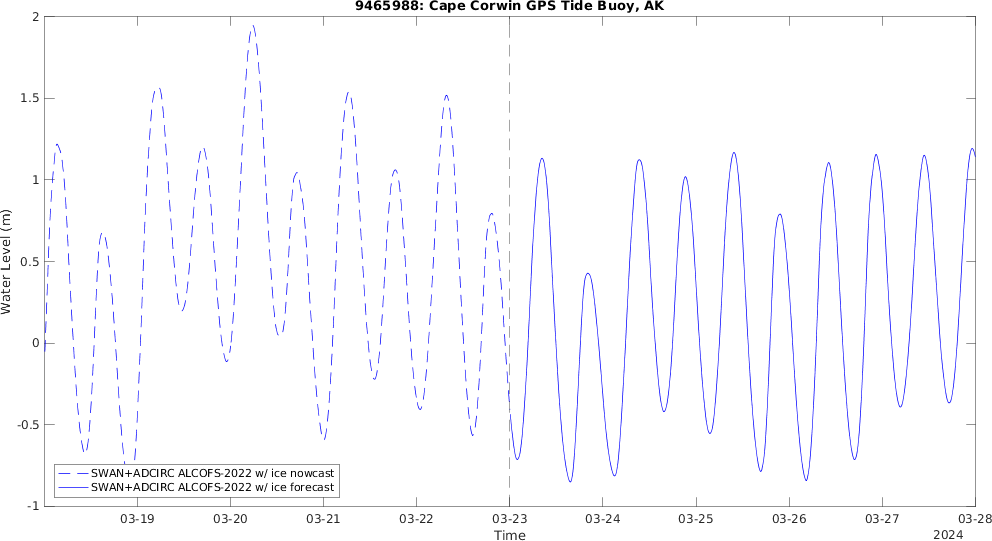 9465988: Cape Corwin GPS Tide Buoy, AK
2
1.5
1
0.5
0
-0.5
-1
Water Level (m)
SWAN+ADCIRC ALCOFS-2022 w/ ice nowcast
SWAN+ADCIRC ALCOFS-2022 w/ ice forecast
03-19 03-20 03-21 03-22 03-23 03-24 03-25 03-26 03-27 03-28
Time
2024